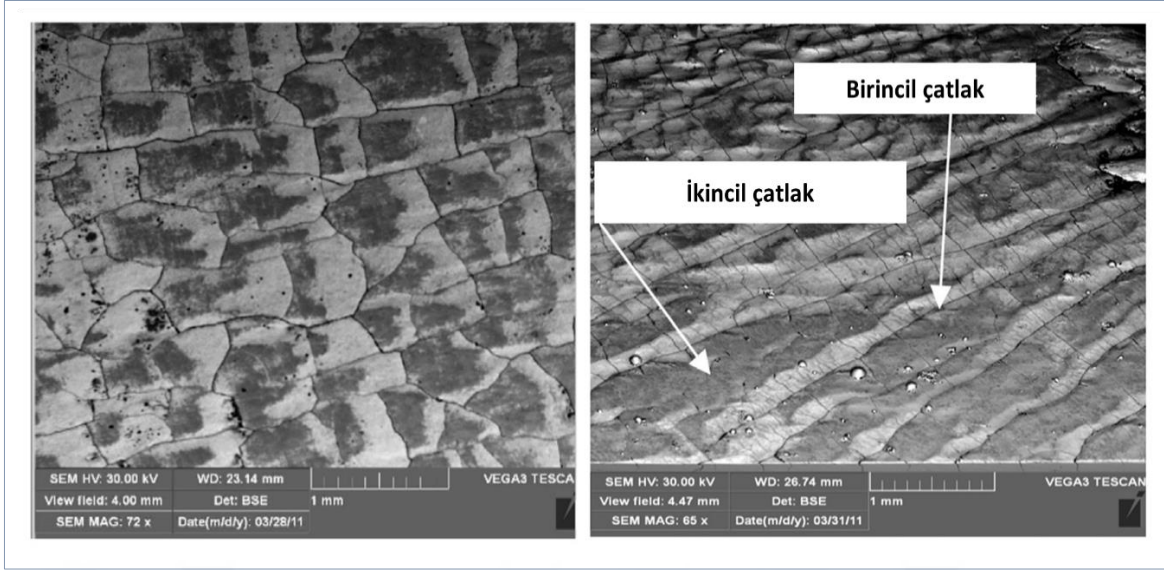 Birincil çatlak
İkincil çatlak
SEM HV: 30.00 kV WD: 23.14 mm VEGA3 TESCA
View field: 4.00 mm Det: BSE 1 mm
SEM MAG: 72 x Date(m/d/y): 03/28/11
SEM HV: 30.00 kV WD: 26.74 mm VEGA3 TESCAN
View field: 4.47 mm Det: BSE 1 mm
SEM MAG: 65 x Date(m/d/y): 03/31/11